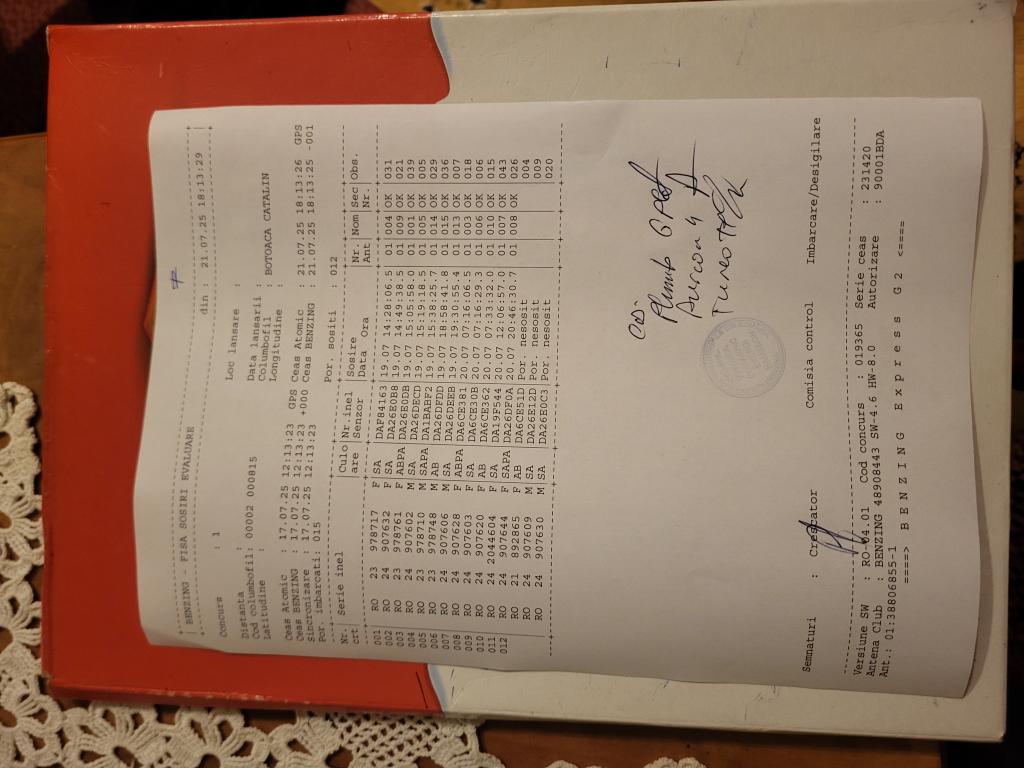 BENZING FISA SOSIRI EVALUARE din : 21.07.25 18:13:29
Concurs : 1 Loc lansare :
Distanta : Data lansarii :
Cod columbofil: 00002 000815 Columbofil : BOTOACA CATALIN
Latitudine : Longitudine :
Ceas Atomic : 17.07.25 12:13:23 GPS Ceas Atomic : 21.07.25 18:13:26 GPS
Ceas BENZING : 17.07.25 12:13:23 +000 Ceas BENZING : 21.07.25 18:13:25 -001
Sincronizare : 17.07.25 12:13:23
Por. imbarcati: 015 Por. sositi : 012
Nr. | Serie inel |Culo|Nr.inel |Sosire |Nr. |Nom|Sec|Obs.
crt |are |Senzor |Data Ora |Ant |Nr.
001 RO 23 978717 F SA DAF84163 19.07 14:28:06.5 01 004 OK 031
002 RO 24 907632 F SA DA26E0B8 19.07 14:49:38.5 01 009 OK 021
003 RO 23 978761 F ABPA DA26E0DB 19.07 15:05:58.0 01 001 OK 039
004 RO 24 907602 M SA DA26DECD 19.07 15:19:18.5 01 005 OK 005
005 RO 23 978710 M SAPA DA1BABF2 19.07 15:38:25.7 01 014 OK 029
006 RO 23 978748 M AB DA26DFDD 19.07 18:58:41.8 01 015 OK 036
007 RO 24 907606 M SA DA26DEEB 19.07 19:30:55.4 01 013 OK 007
008 RO 24 907628 F ABPA DA6CE381 20.07 07:16:06.5 01 003 OK 018
009 RO 24 907603 F SA DA6CE30B 20.07 07:16:29.3 01 006 OK 006
010 RO 24 907620 F AB DA6CE362 20.07 07:33:32.0 01 010 OK 015
011 RO 24 2044604 F SA DA19F544 20.07 12:06:57.0 01 007 OK 043
012 RO 24 907644 F SAPA DA26DF0A 20.07 20:46:30.7 01 008 OK 026
RO 21 892865 F AB DA6CE51D Por. nesosit 004
RO 24 907609 M SA DA26E12D Por. nesosit 009
RO 24 907630 M SA DA26E0C3 Por. nesosit 020
Semnaturi : Crescator Comisia control Imbarcare/Desigilare
Versiune SW : RO-04.01 Cod concurs : 019365 Serie ceas : 231420
Antena Club : BENZING 48908443 SW-4.6 HW-8.0 Autorizare : 90001BDA
Ant.: 01:38806855-1
====> B E N Z I N G E x p r e s s G 2 <====